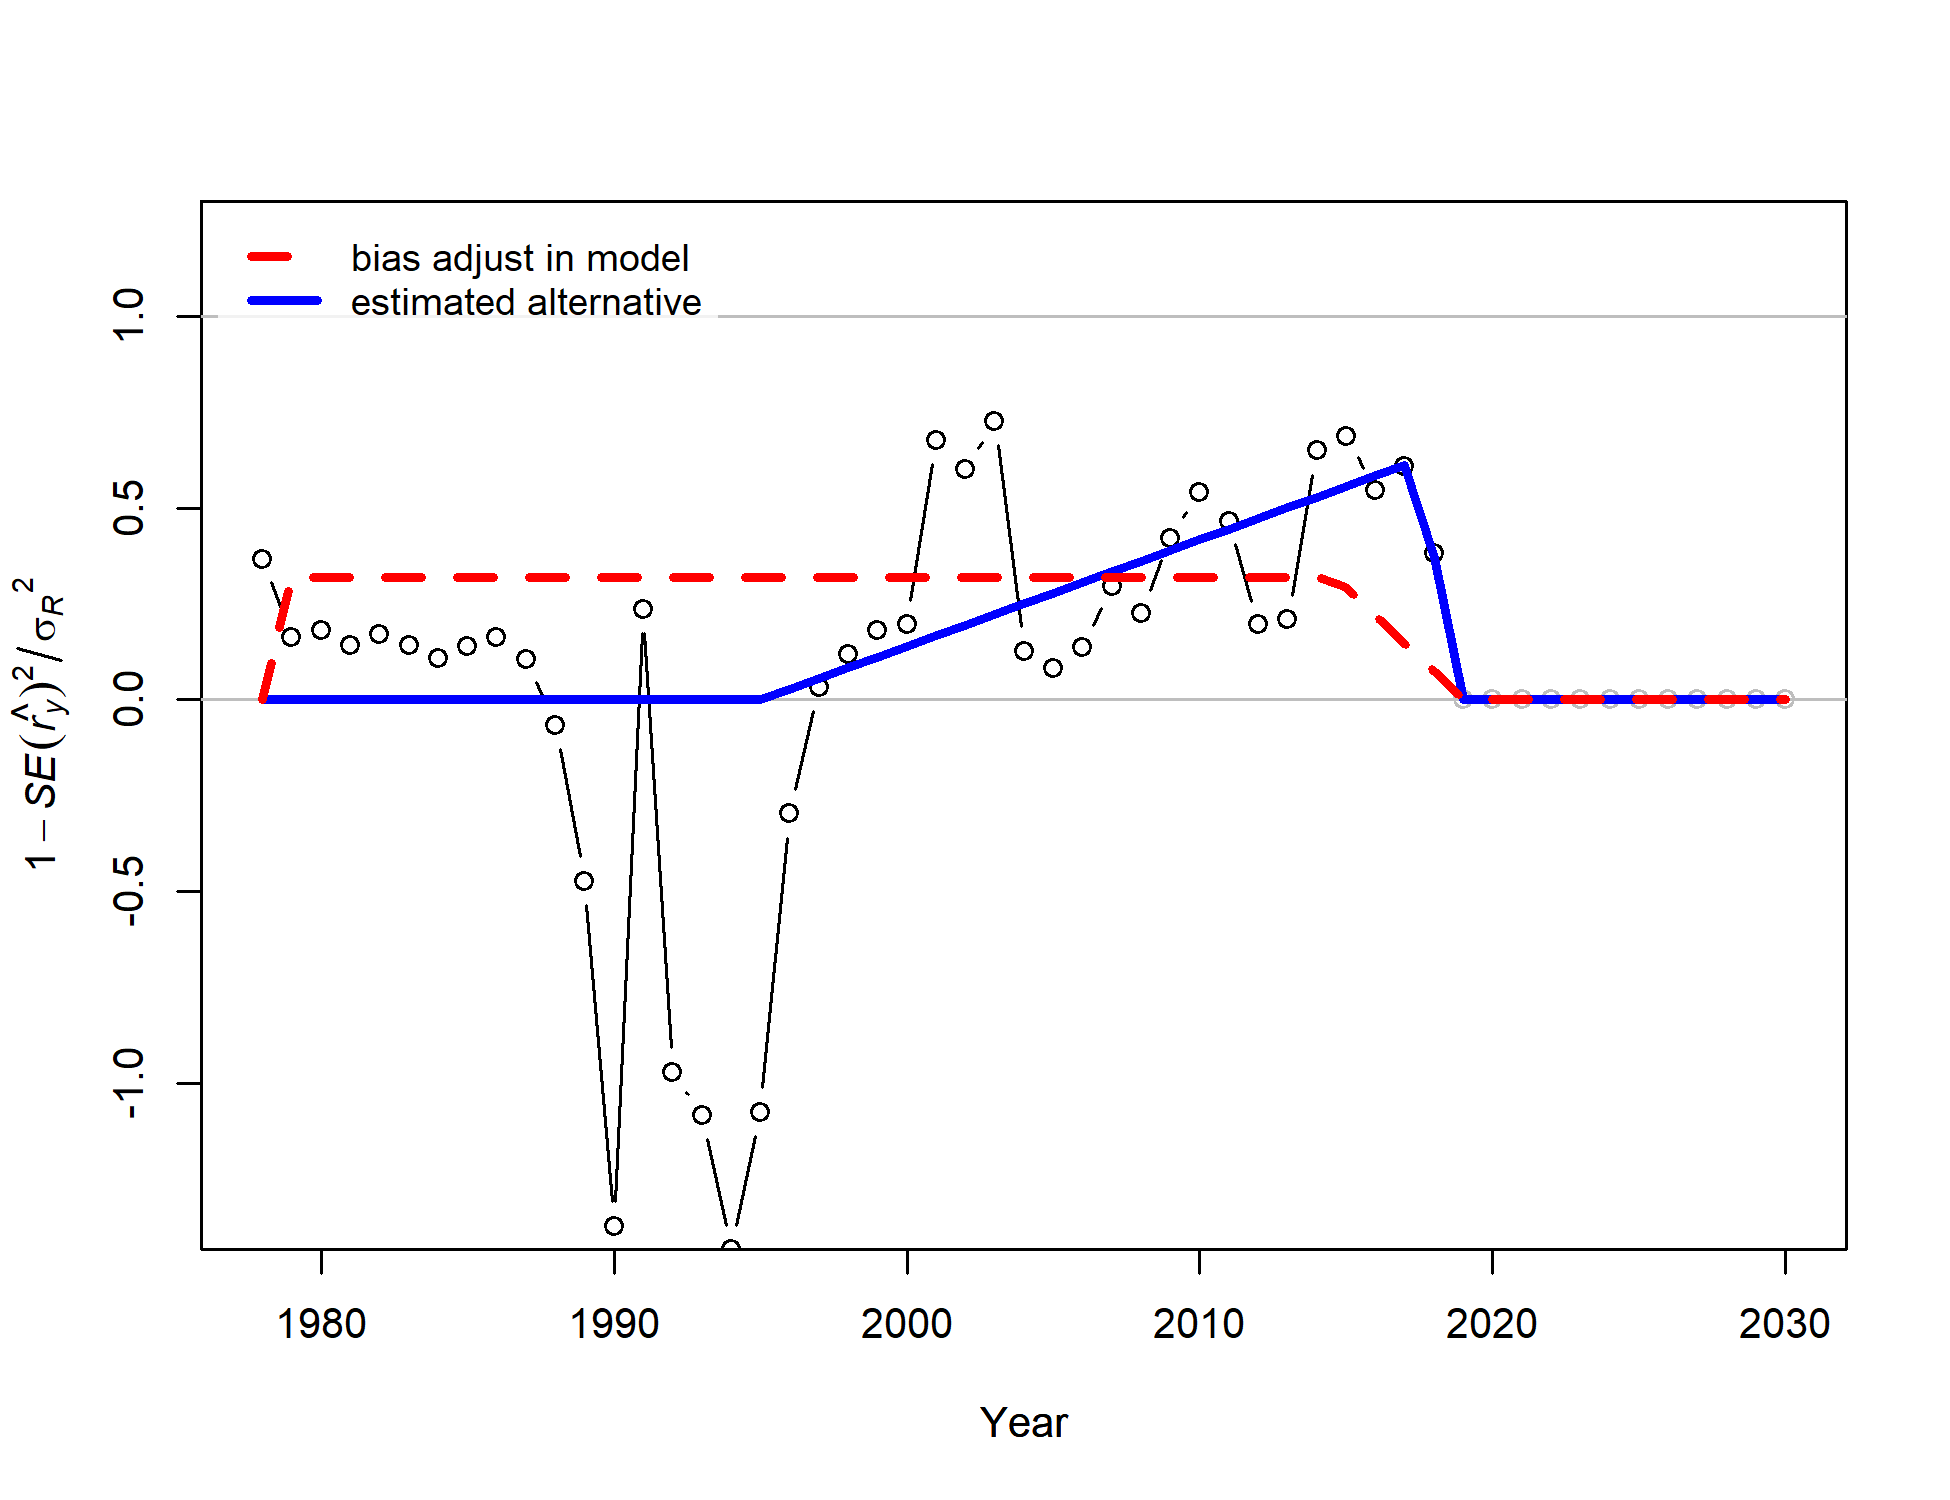 bias adjust in model
estimated alternative
1.0
0.5
0.0
-0.5
-1.0
1 − SE(r̂y)² / σR²
1980 1990 2000 2010 2020 2030
Year